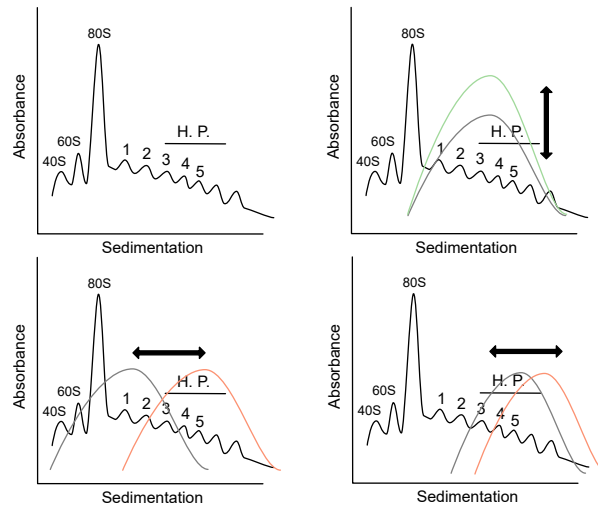 80S
Absorbance
H. P.
60S
40S
1
2
3
4
5
Sedimentation
80S
Absorbance
H. P.
60S
40S
1
2
3
4
5
Sedimentation
80S
Absorbance
H. P.
60S
40S
1
2
3
4
5
Sedimentation
80S
Absorbance
H. P.
60S
40S
1
2
3
4
5
Sedimentation